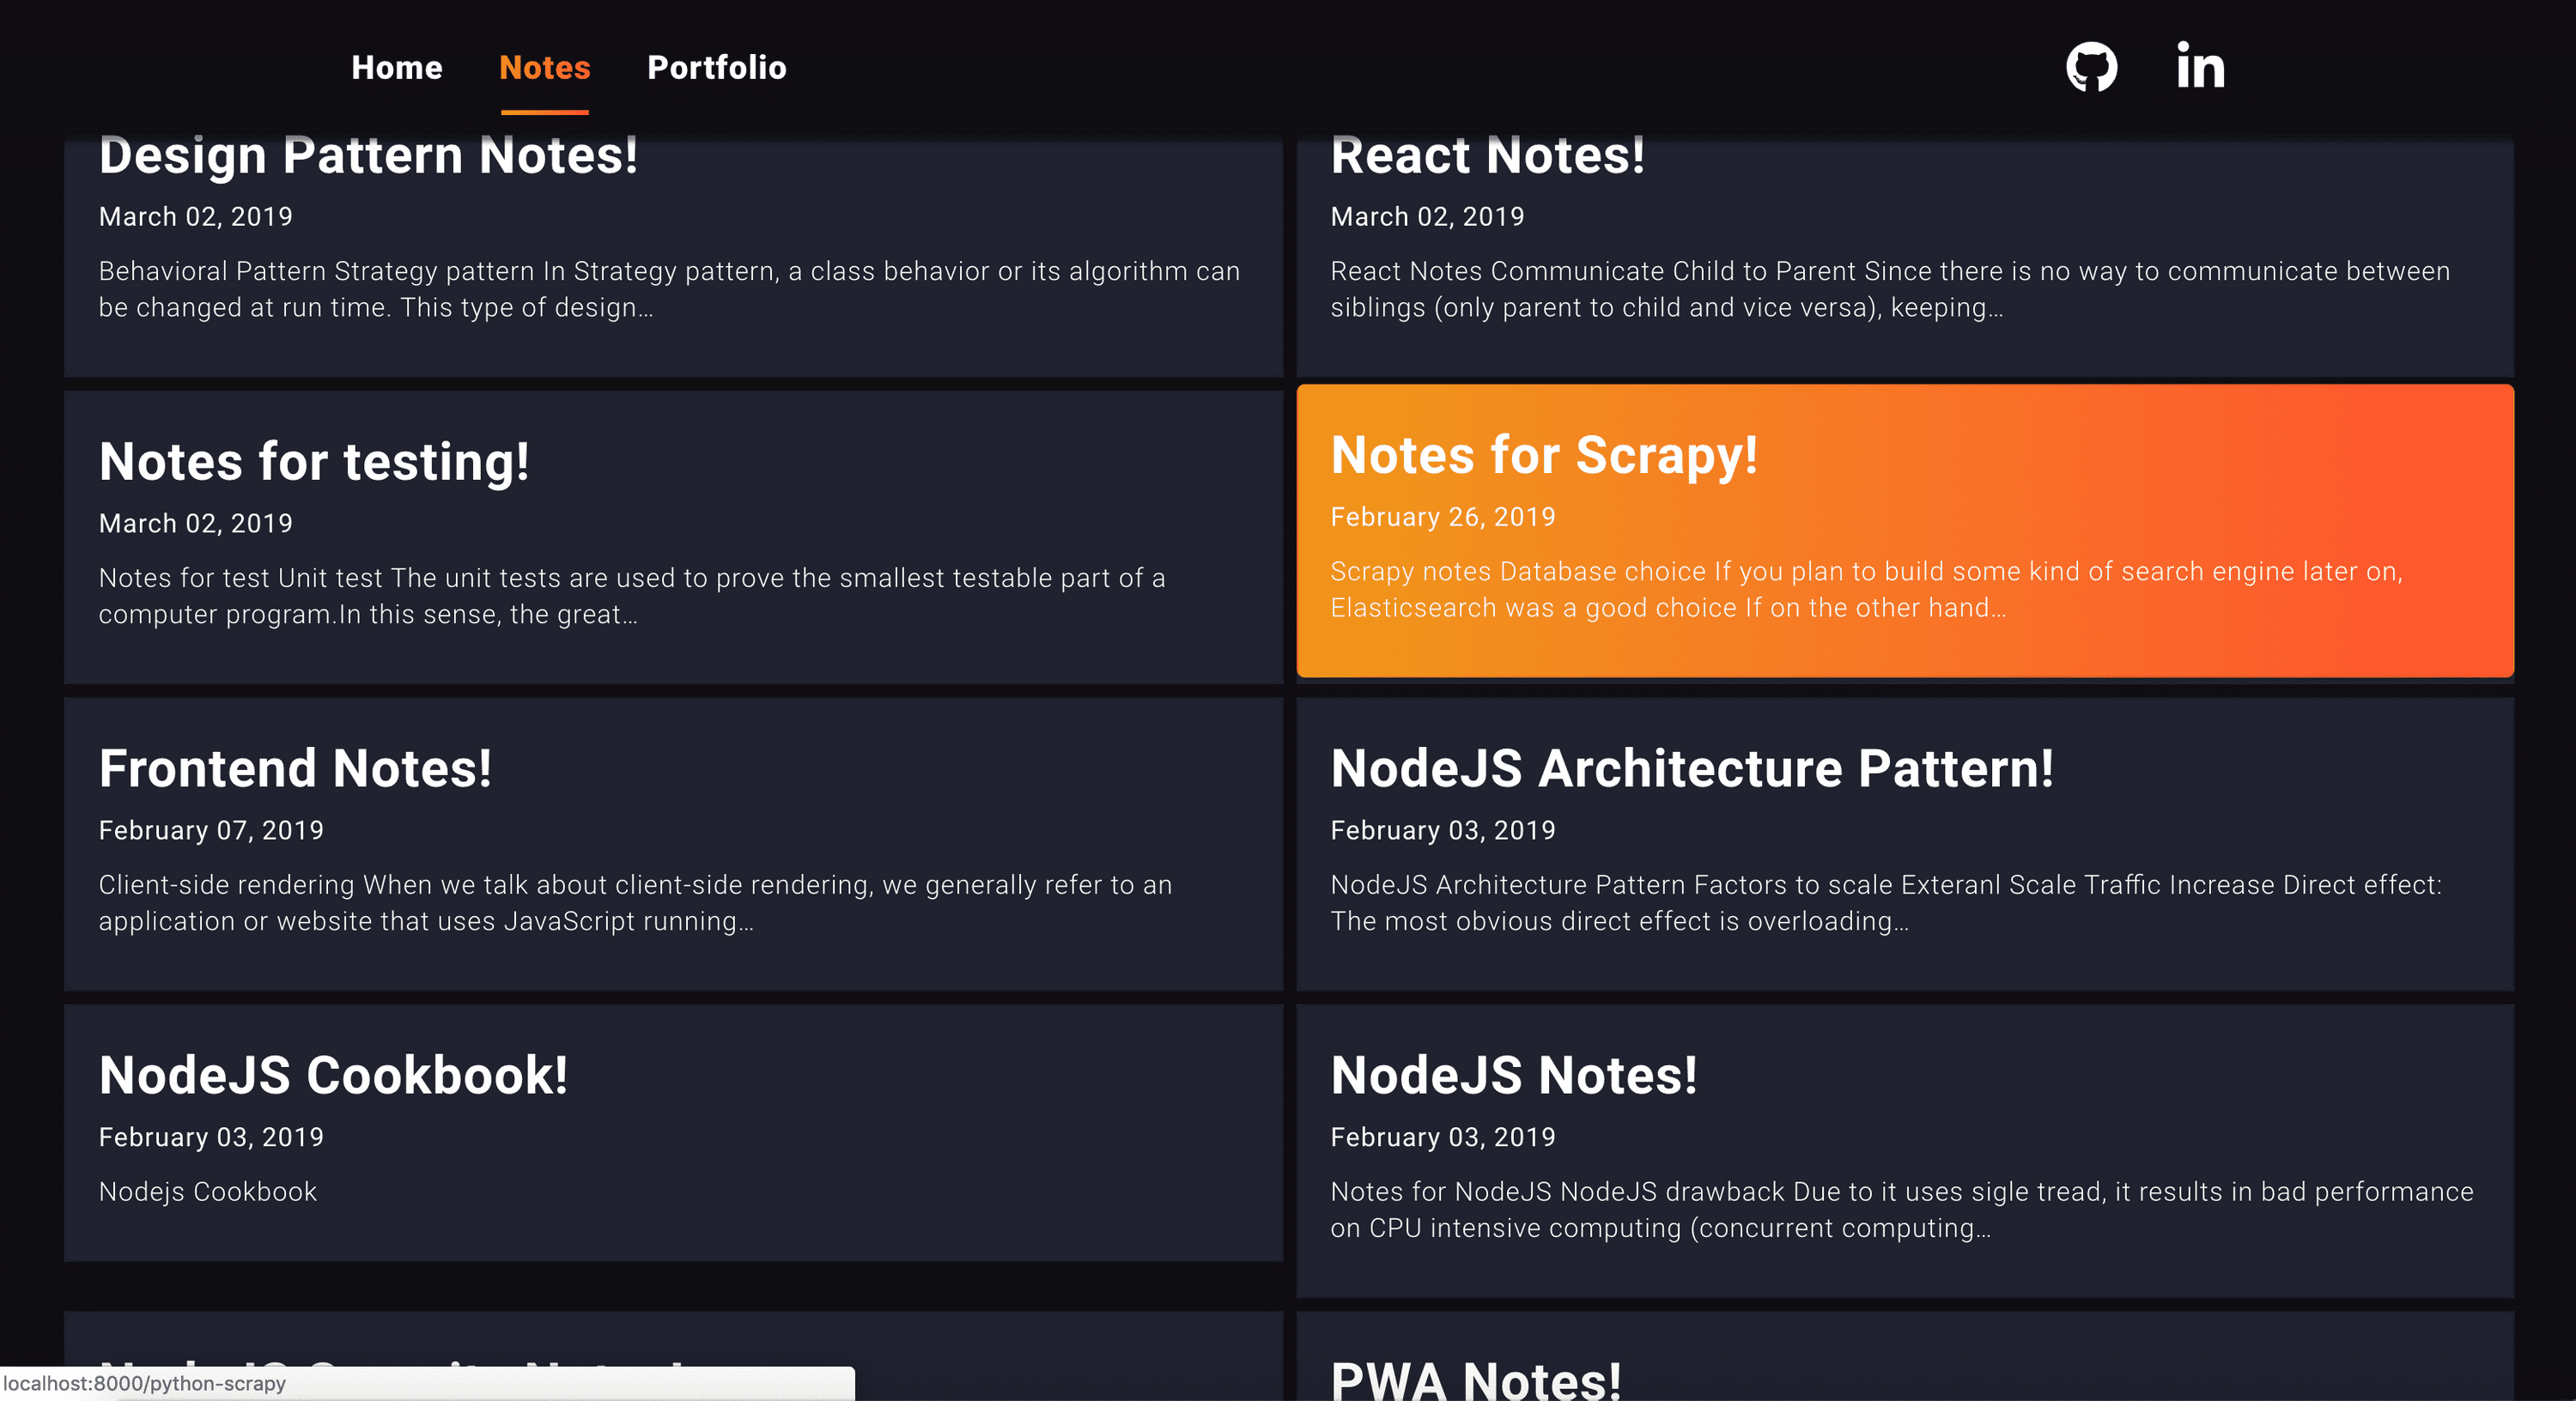 Home Notes Portfolio
in
Design Pattern Notes!
March 02, 2019
Behavioral Pattern Strategy pattern In Strategy pattern, a class behavior or its algorithm can
be changed at run time. This type of design…
React Notes!
March 02, 2019
React Notes Communicate Child to Parent Since there is no way to communicate between
siblings (only parent to child and vice versa), keeping…
Notes for testing!
March 02, 2019
Notes for test Unit test The unit tests are used to prove the smallest testable part of a
computer program.In this sense, the great…
Notes for Scrapy!
February 26, 2019
Scrapy notes Database choice If you plan to build some kind of search engine later on,
Elasticsearch was a good choice If on the other hand…
Frontend Notes!
February 07, 2019
Client-side rendering When we talk about client-side rendering, we generally refer to an
application or website that uses JavaScript running…
NodeJS Architecture Pattern!
February 03, 2019
NodeJS Architecture Pattern Factors to scale Exteranl Scale Traffic Increase Direct effect:
The most obvious direct effect is overloading…
NodeJS Cookbook!
February 03, 2019
Nodejs Cookbook
NodeJS Notes!
February 03, 2019
Notes for NodeJS NodeJS drawback Due to it uses sigle tread, it results in bad performance
on CPU intensive computing (concurrent computing…
PWA Notes!
localhost:8000/python-scrapy